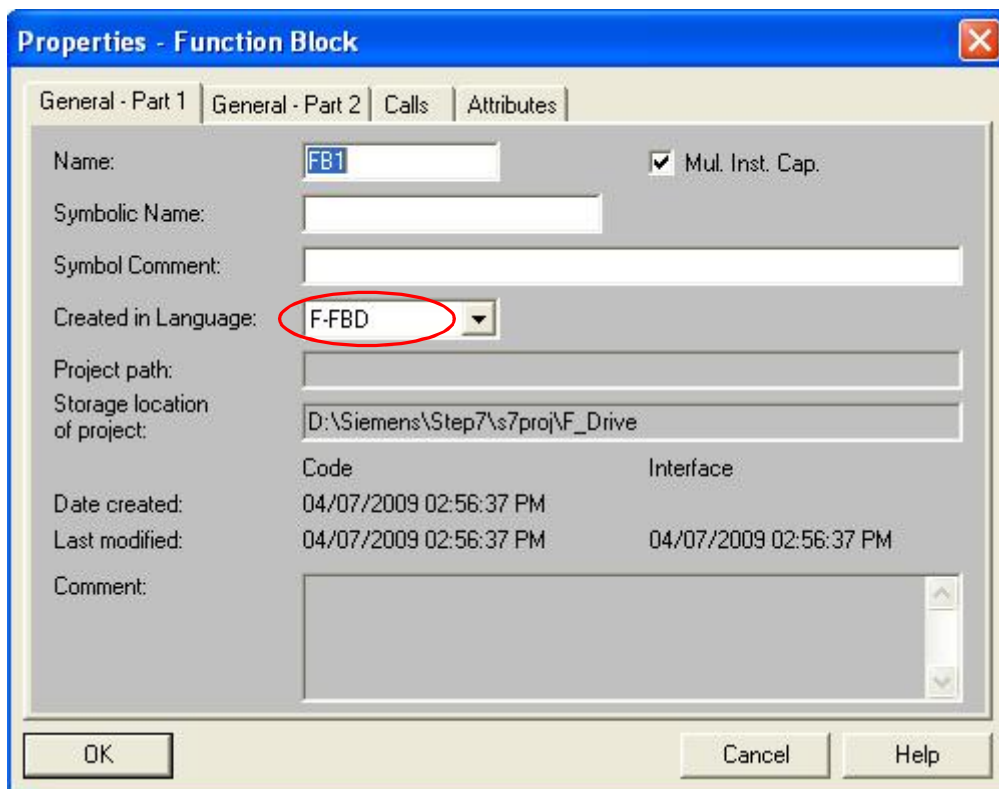 Properties - Function Block
General - Part 1 General - Part 2 Calls Attributes
Name: FB1 Mul. Inst. Cap.
Symbolic Name:
Symbol Comment:
Created in Language: F-FBD
Project path:
Storage location
of project: D:\Siemens\Step7\s7proj\F_Drive
Code Interface
Date created: 04/07/2009 02:56:37 PM
Last modified: 04/07/2009 02:56:37 PM 04/07/2009 02:56:37 PM
Comment:
OK Cancel Help